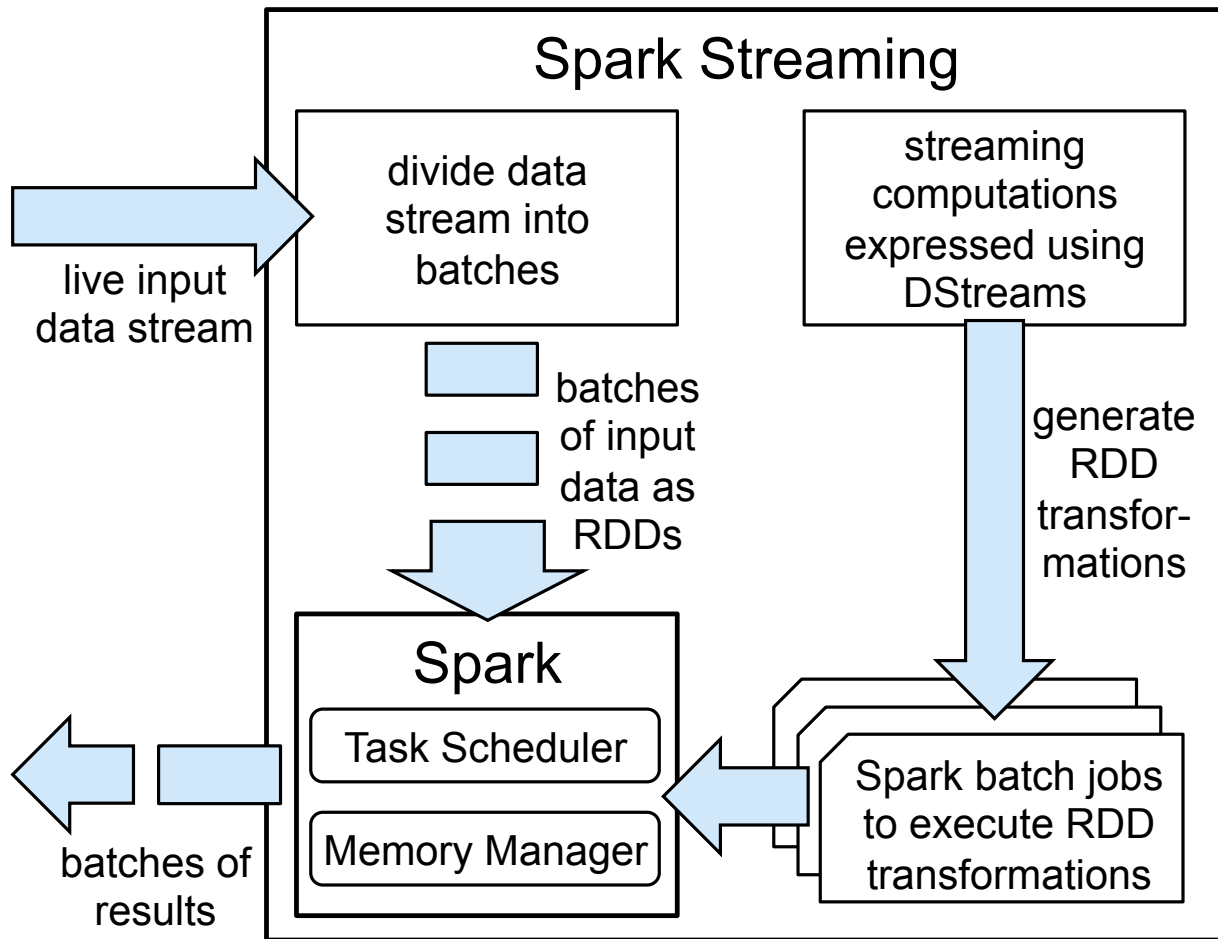 Spark Streaming
divide data
stream into
batches
streaming
computations
expressed using
DStreams
live input
data stream
batches
of input
data as
RDDs
generate
RDD
transfor-
mations
Spark
Task Scheduler
Memory Manager
Spark batch jobs
to execute RDD
transformations
batches of
results